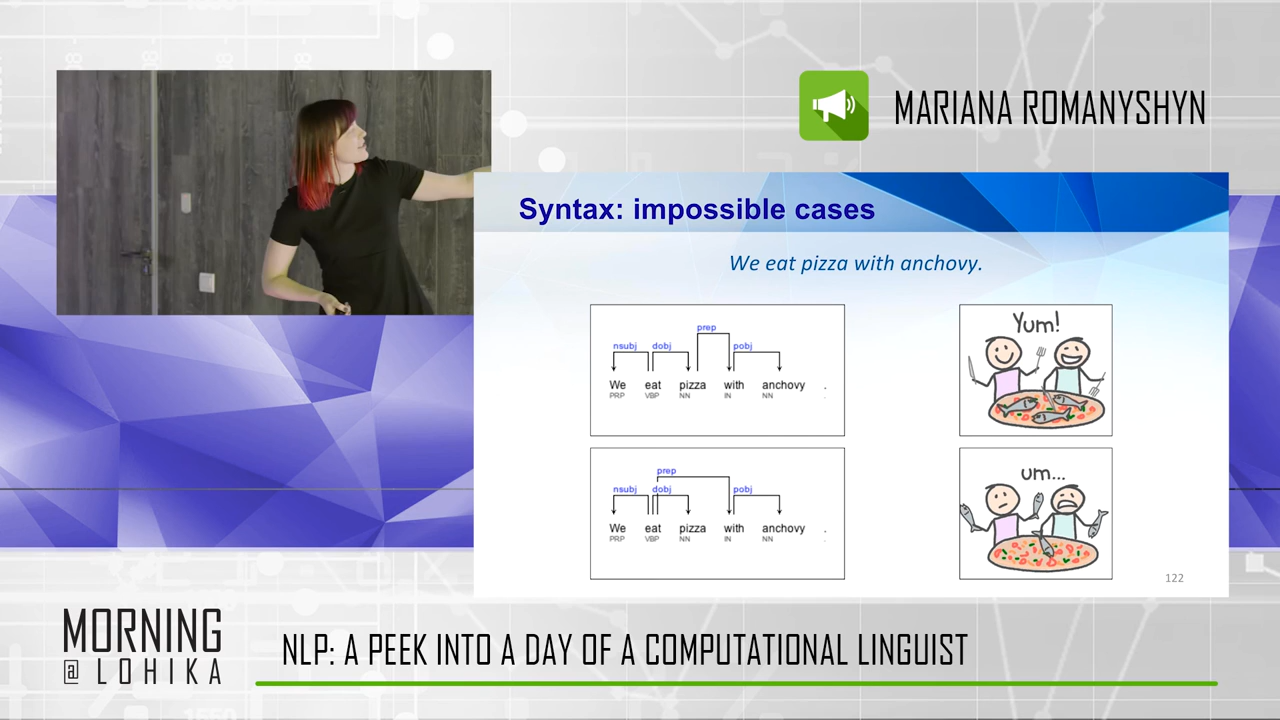 MARIANA ROMANYSHYN
Syntax: impossible cases
We eat pizza with anchovy.
prep
nsubj dobj pobj
We eat pizza with anchovy .
PRP VBP NN IN NN .
Yum!
prep
nsubj dobj pobj
We eat pizza with anchovy .
PRP VBP NN IN NN .
um...
122
MORNING
@ LOHIKA
NLP: A PEEK INTO A DAY OF A COMPUTATIONAL LINGUIST